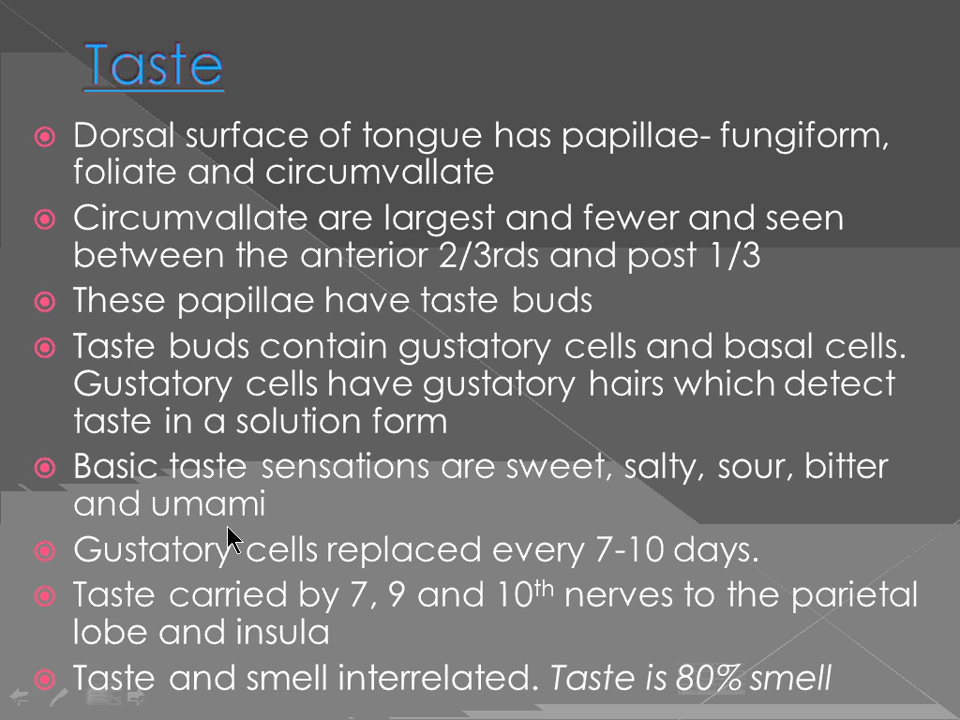 Taste
Dorsal surface of tongue has papillae- fungiform,
foliate and circumvallate
Circumvallate are largest and fewer and seen
between the anterior 2/3rds and post 1/3
These papillae have taste buds
Taste buds contain gustatory cells and basal cells.
Gustatory cells have gustatory hairs which detect
taste in a solution form
Basic taste sensations are sweet, salty, sour, bitter
and umami
Gustatory cells replaced every 7-10 days.
Taste carried by 7, 9 and 10th nerves to the parietal
lobe and insula
Taste and smell interrelated. Taste is 80% smell